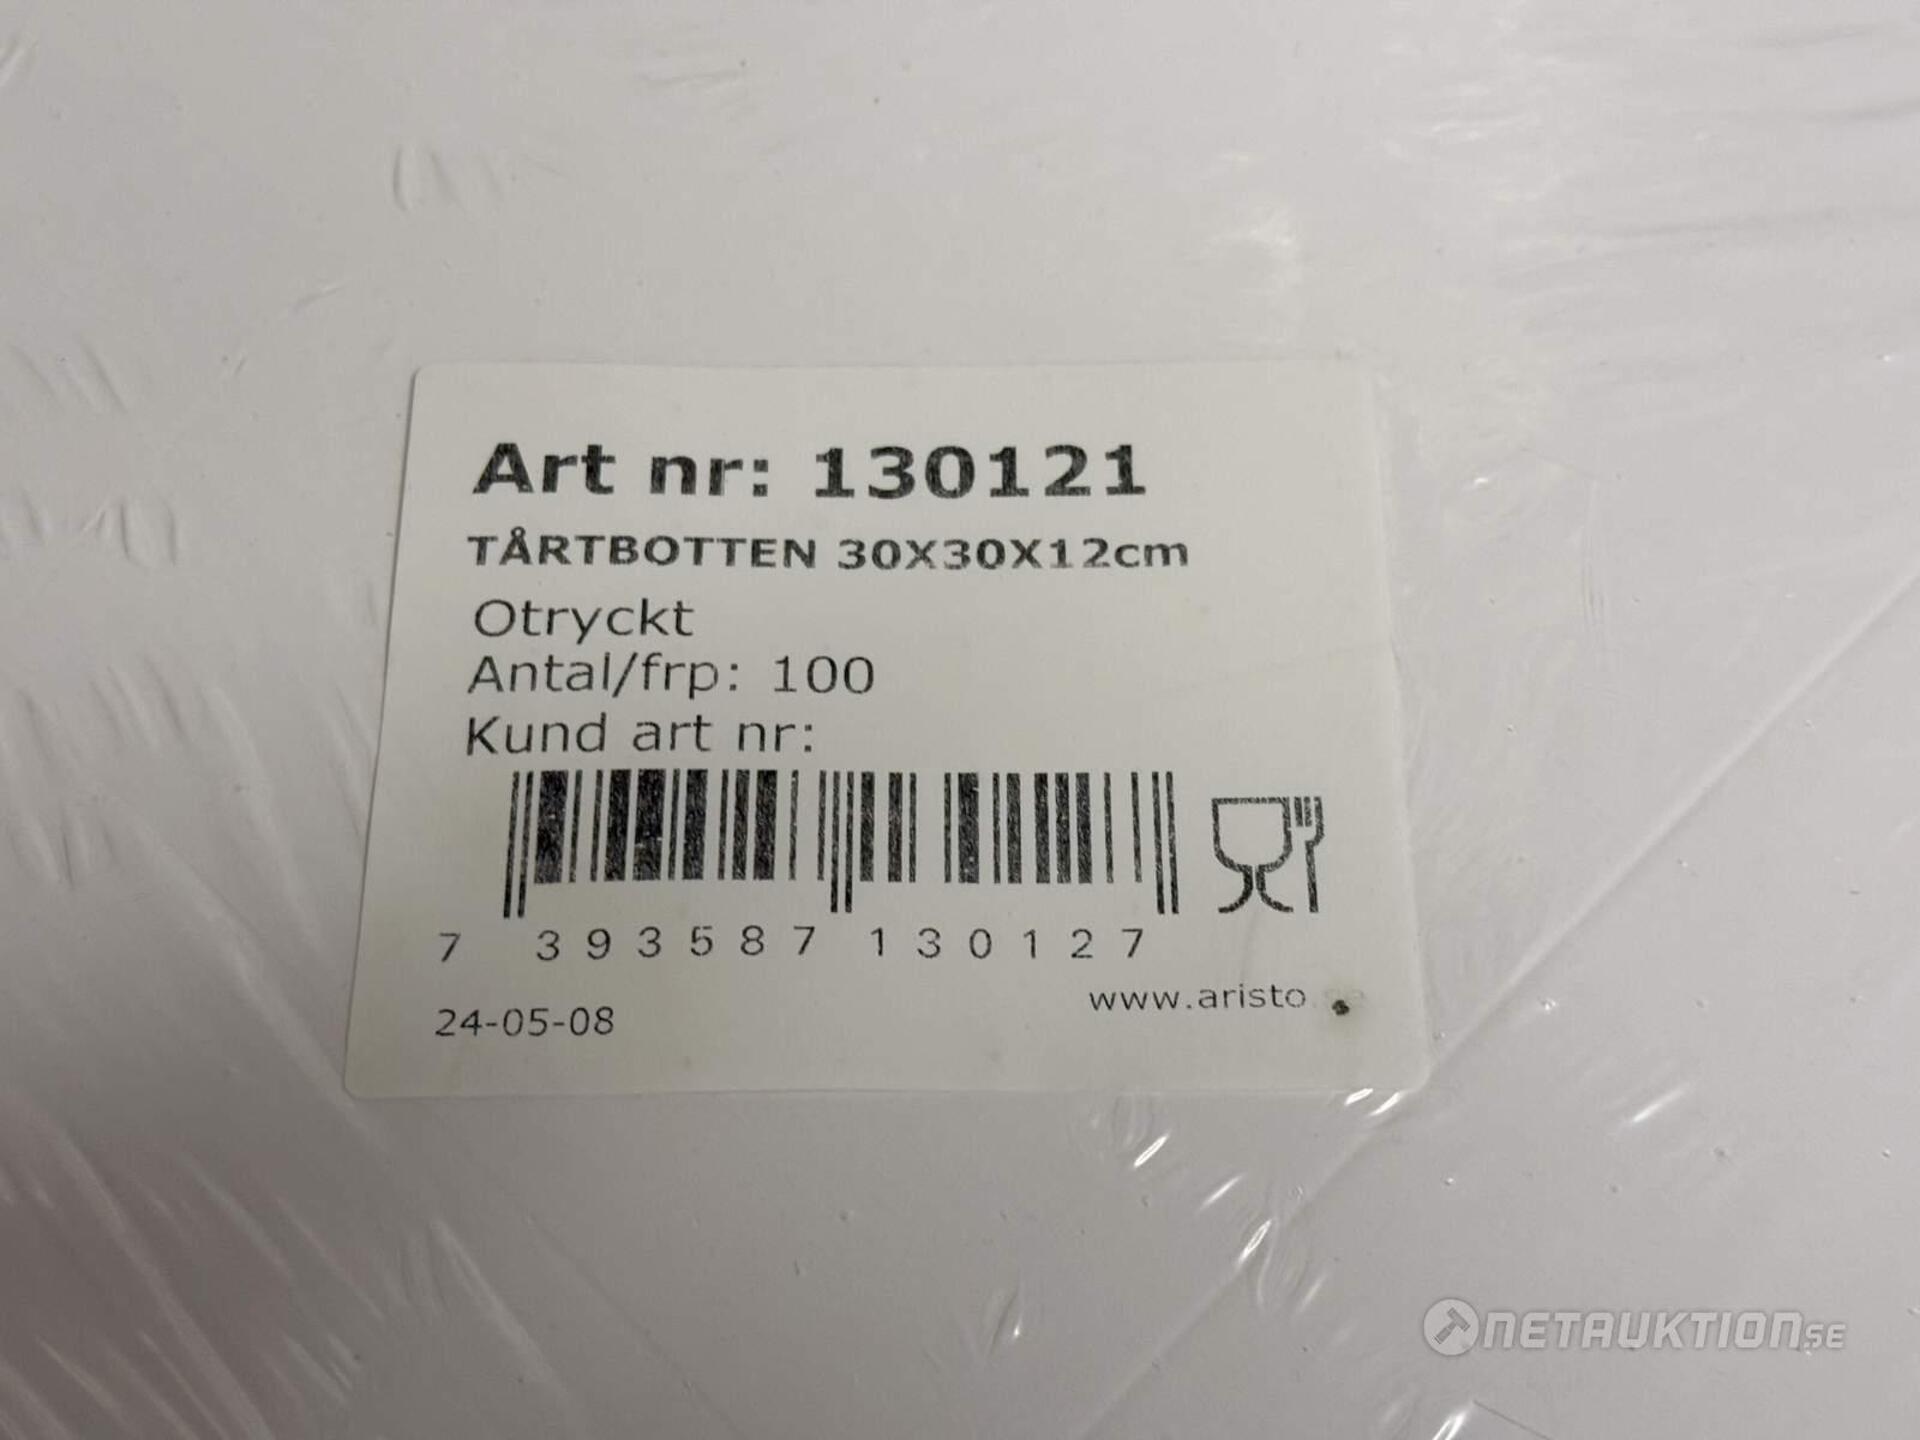 Art nr: 130121
TÅRTBOTTEN 30X30X12cm
Otryckt
Antal/frp: 100
Kund art nr:
7 393587 130127
24-05-08
www.aristo.se
NETAUKTION.SE